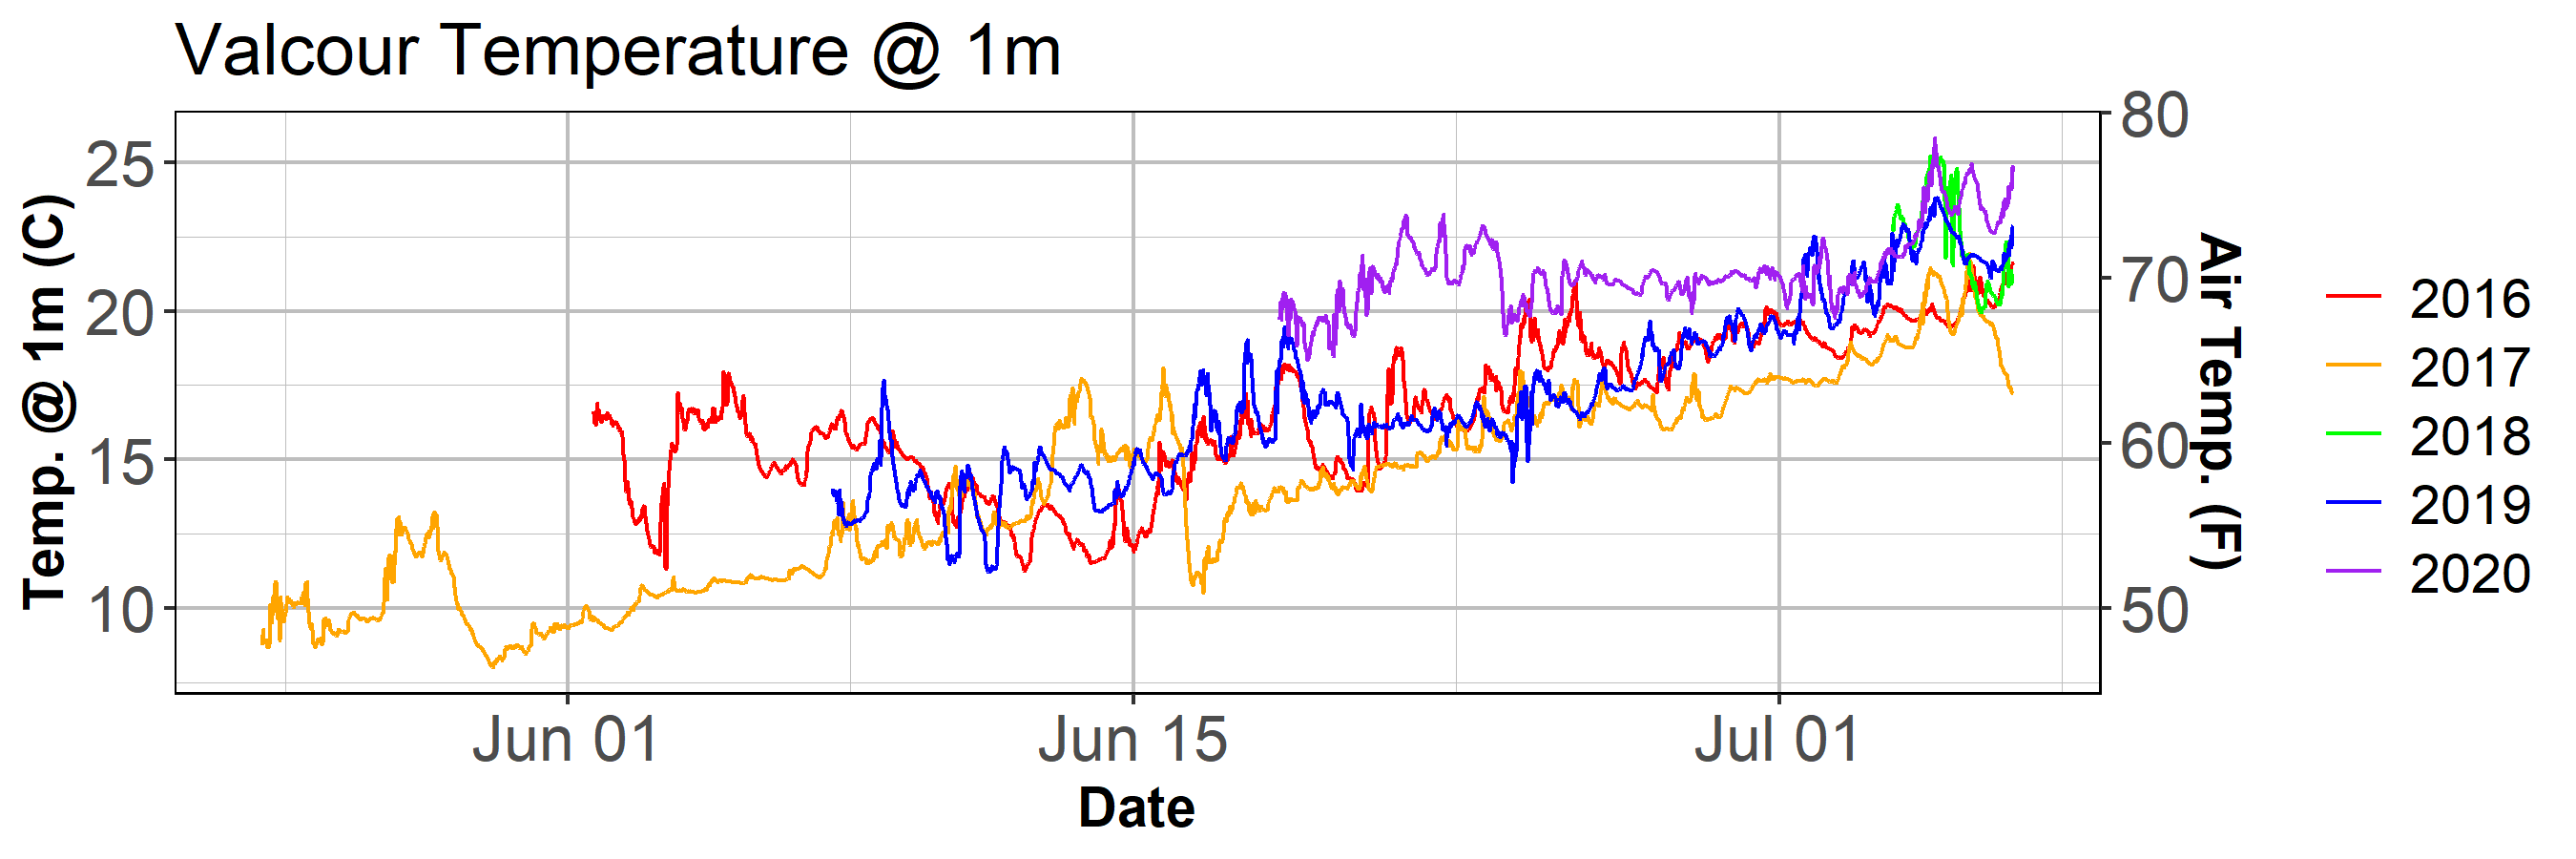 Valcour Temperature @ 1m
Temp. @ 1m (C)
25
20
15
10
80
70
60
50
Air Temp. (F)
Jun 01
Jun 15
Jul 01
Date
2016
2017
2018
2019
2020